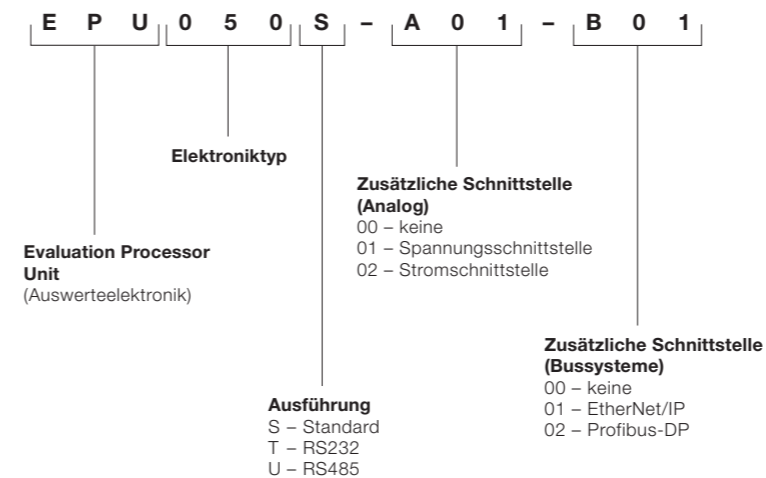 E P U 0 5 0 S – A 0 1 – B 0 1
Elektroniktyp
Zusätzliche Schnittstelle
(Analog)
00 – keine
01 – Spannungsschnittstelle
02 – Stromschnittstelle
Evaluation Processor
Unit
(Auswerteelektronik)
Zusätzliche Schnittstelle
(Bussysteme)
00 – keine
01 – EtherNet/IP
02 – Profibus-DP
Ausführung
S – Standard
T – RS232
U – RS485